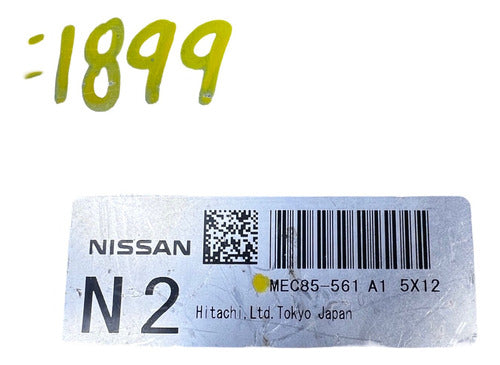 :1899
NISSAN
N2
MEC85-561 A1 5X12
Hitachi,Ltd.Tokyo Japan